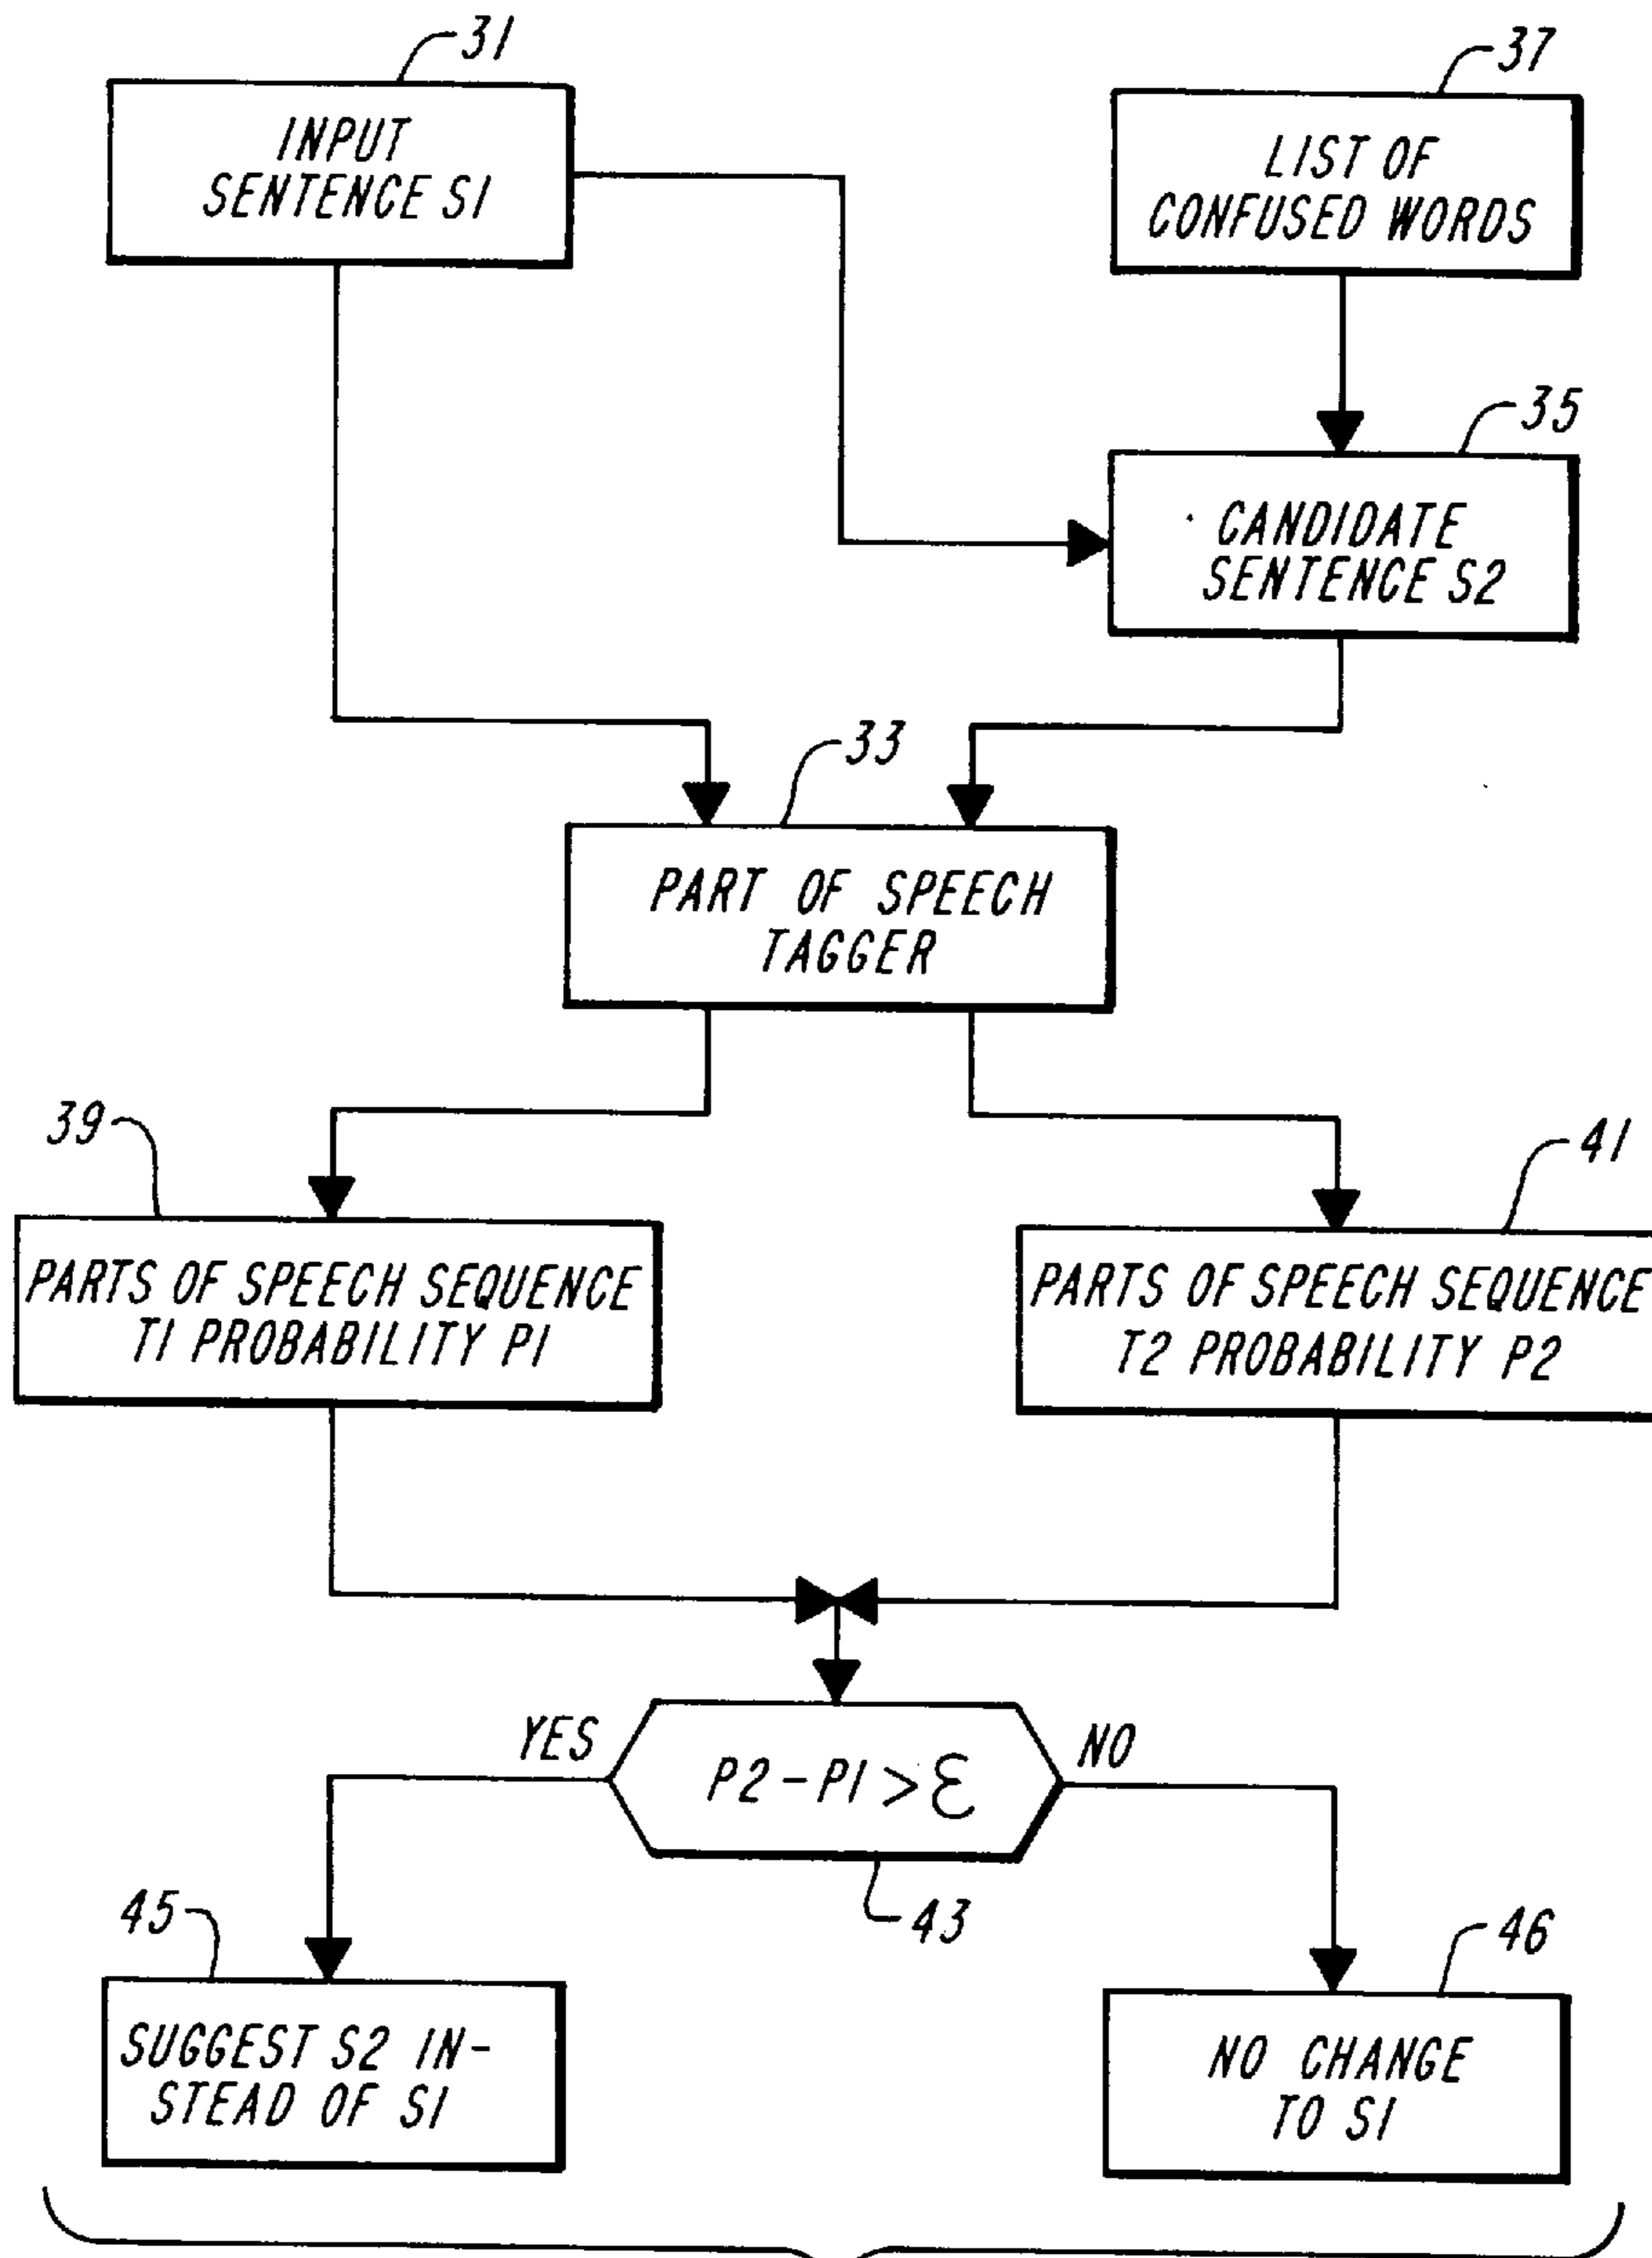 31
INPUT
SENTENCE S1
37
LIST OF
CONFUSED WORDS
35
CANDIDATE
SENTENCE S2
33
PART OF SPEECH
TAGGER
39
PARTS OF SPEECH SEQUENCE
T1 PROBABILITY P1
41
PARTS OF SPEECH SEQUENCE
T2 PROBABILITY P2
YES
P2-P1>ε
NO
43
45
SUGGEST S2 IN-
STEAD OF S1
46
NO CHANGE
TO S1